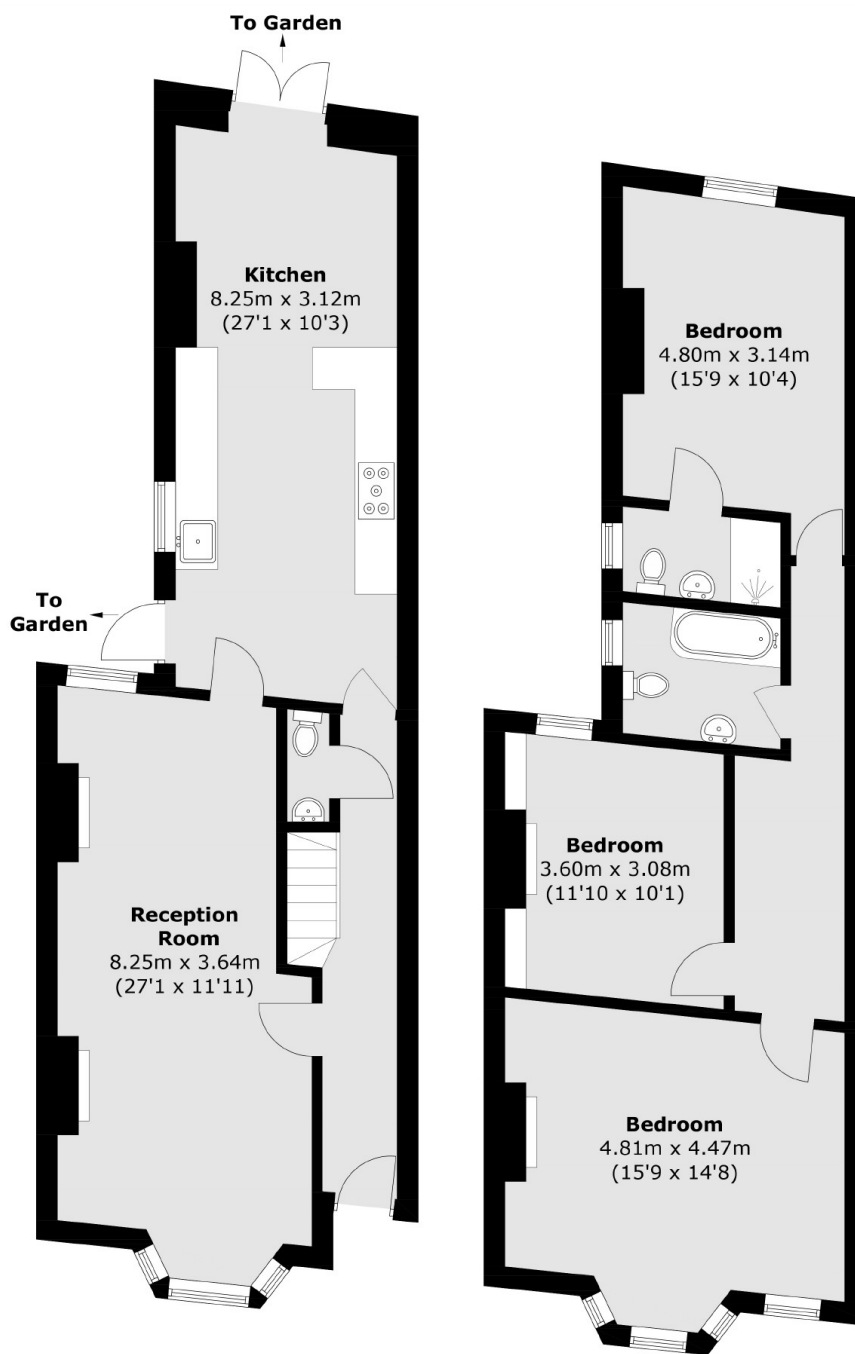 To Garden
Kitchen
8.25m x 3.12m
(27'1 x 10'3)
To
Garden
Reception
Room
8.25m x 3.64m
(27'1 x 11'11)
Bedroom
4.80m x 3.14m
(15'9 x 10'4)
Bedroom
3.60m x 3.08m
(11'10 x 10'1)
Bedroom
4.81m x 4.47m
(15'9 x 14'8)